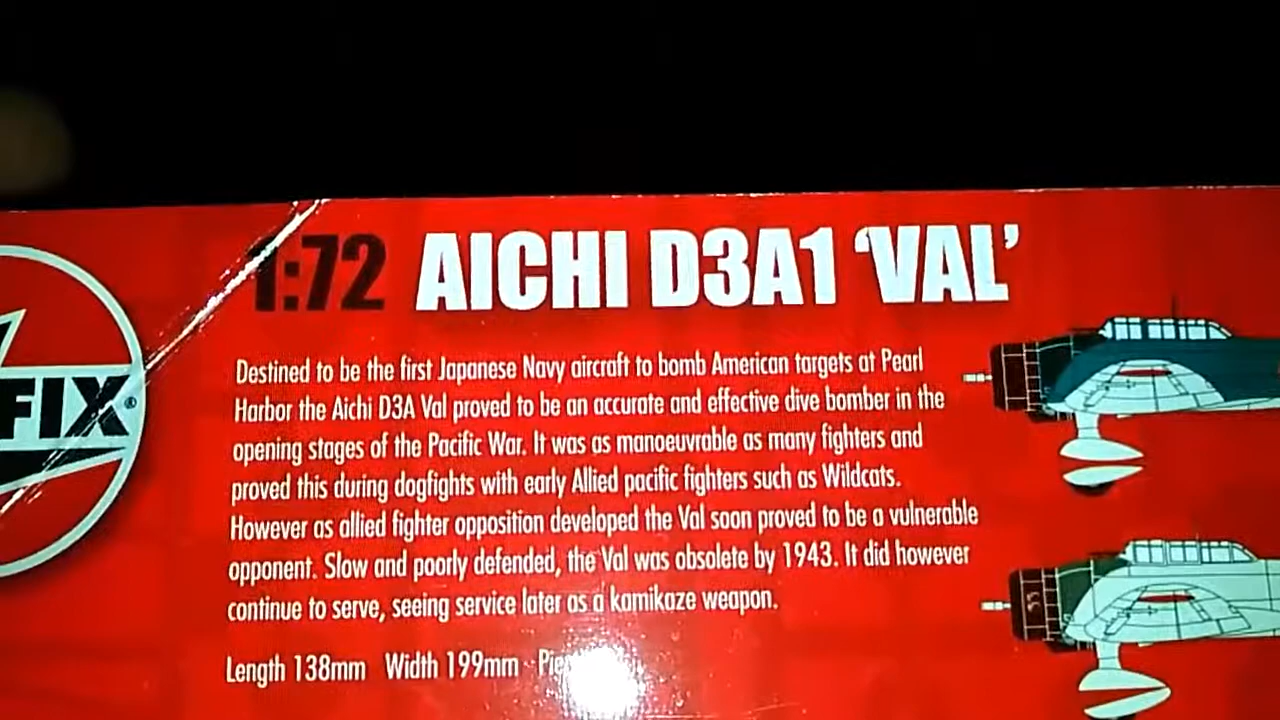 1:72 AICHI D3A1 ‘VAL’
FIX®
Destined to be the first Japanese Navy aircraft to bomb American targets at Pearl
Harbor the Aichi D3A Val proved to be an accurate and effective dive bomber in the
opening stages of the Pacific War. It was as manoeuvrable as many fighters and
proved this during dogfights with early Allied pacific fighters such as Wildcats.
However as allied fighter opposition developed the Val soon proved to be a vulnerable
opponent. Slow and poorly defended, the Val was obsolete by 1943. It did however
continue to serve, seeing service later as a kamikaze weapon.
Length 138mm Width 199mm